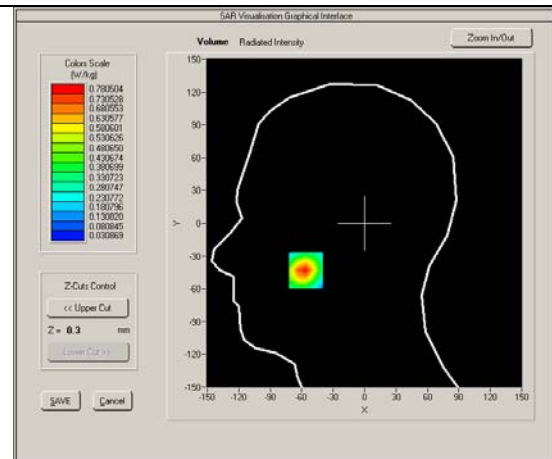 SAR Visualisation Graphical Interface
Volume Radiated Intensity
Zoom In/Out
Colors Scale
(W/kg)
0.780504
0.730528
0.680553
0.630577
0.580601
0.530626
0.480650
0.430674
0.380699
0.330723
0.280747
0.230772
0.180796
0.130820
0.080845
0.030869
Z-Cuts Control
<< Upper Cut
Z = 0.3 mm
Lower Cut >>
SAVE Cancel
150
120
90
60
30
0
-30
-60
-90
-120
-150
Y
-150 -120 -90 -60 -30 0 30 60 90 120 150
X